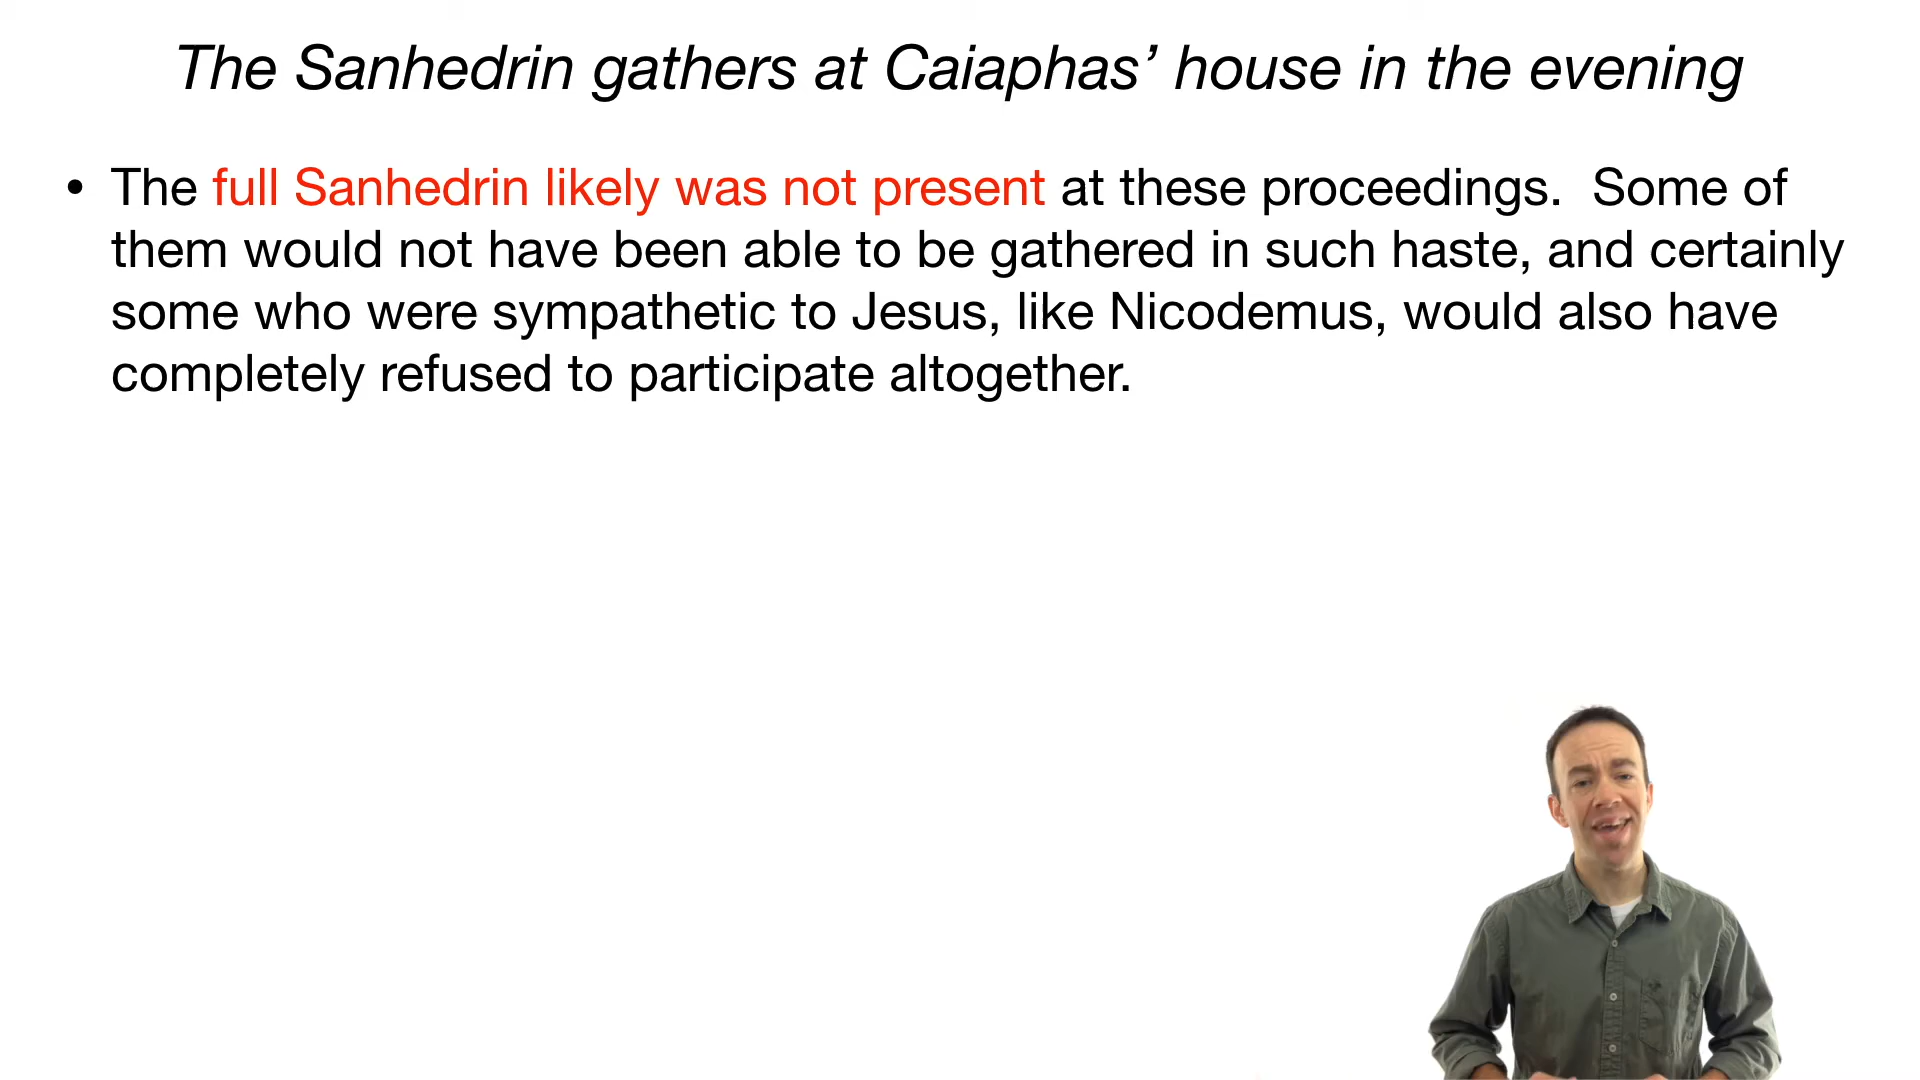 The Sanhedrin gathers at Caiaphas’ house in the evening
• The full Sanhedrin likely was not present at these proceedings.  Some of
them would not have been able to be gathered in such haste, and certainly
some who were sympathetic to Jesus, like Nicodemus, would also have
completely refused to participate altogether.